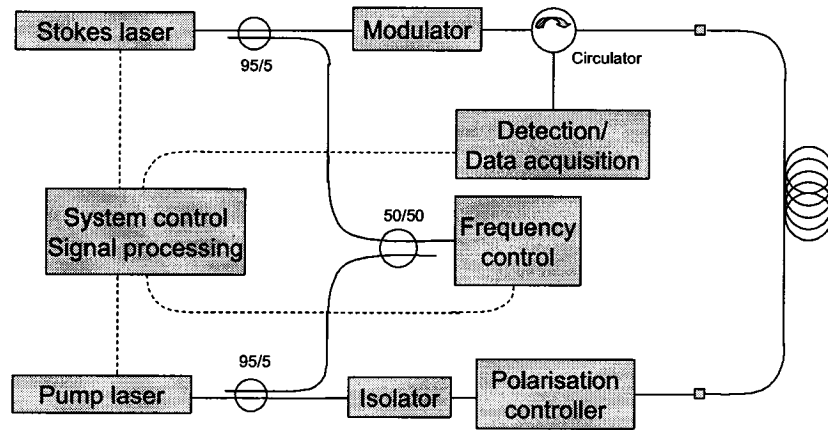 Stokes laser
95/5
Modulator
Circulator
Detection/
Data acquisition
System control
Signal processing
50/50
Frequency
control
95/5
Pump laser
Isolator
Polarisation
controller